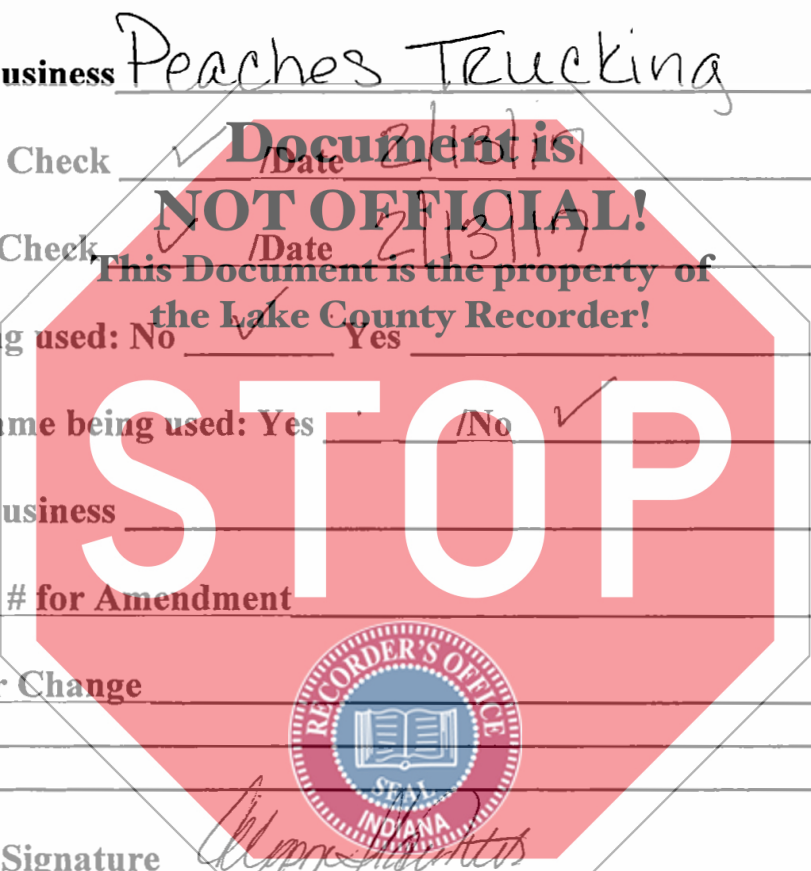 usiness Peaches Trucking
Check ✓ /Date 2/13/17
Document is
NOT OFFICIAL!
Check ✓ /Date 2/13/17
This Document is the property of
the Lake County Recorder!
g used: No ✓ Yes
ame being used: Yes /No ✓
STOP
usiness
# for Amendment
r Change
RECORDER'S OFFICE
SEAL
INDIANA
Signature